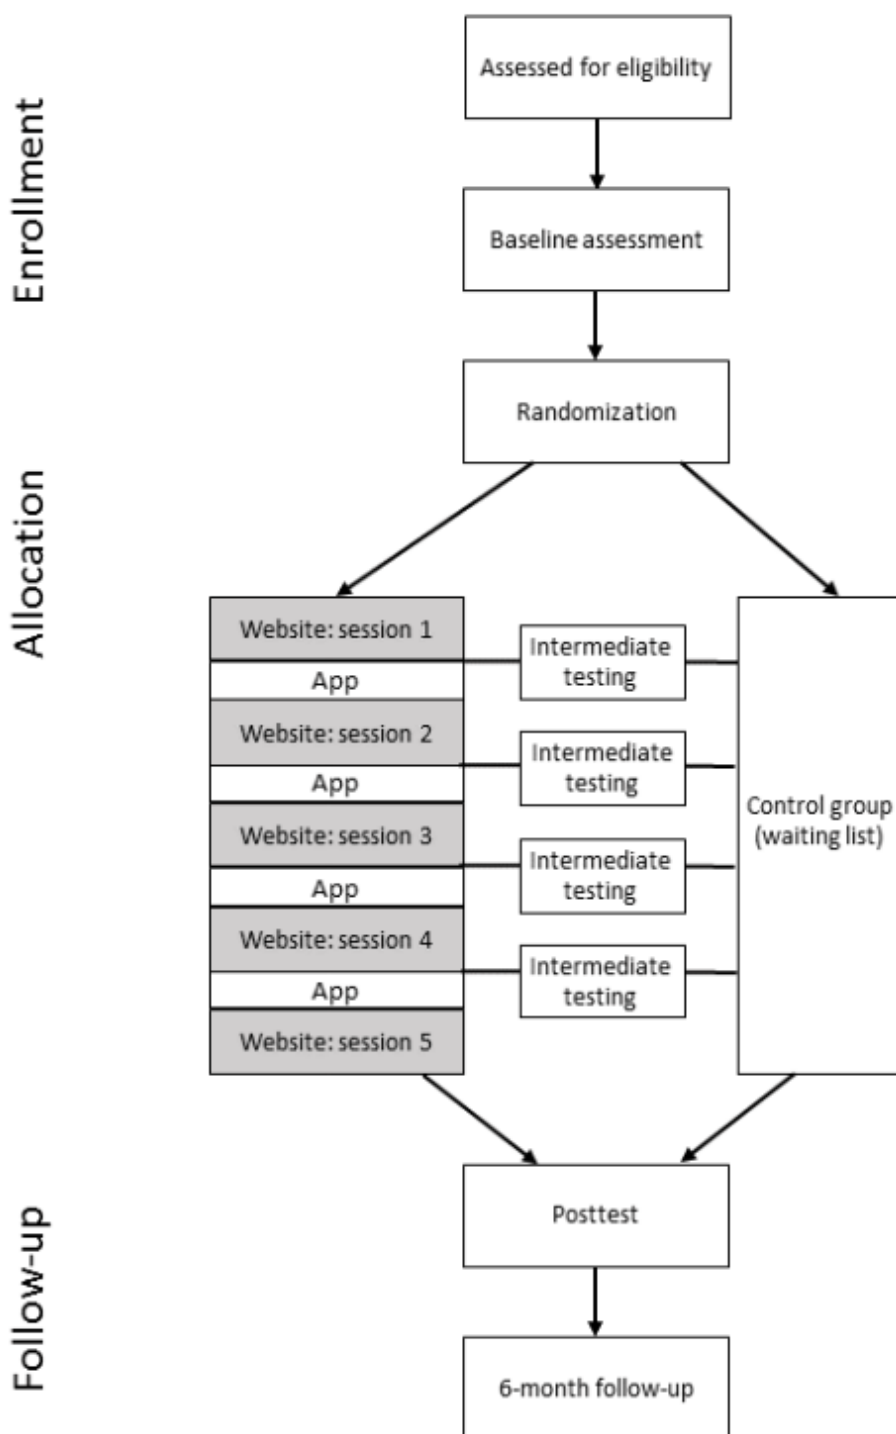 Enrollment
Assessed for eligibility
Baseline assessment
Randomization
Allocation
Website: session 1
App
Website: session 2
App
Website: session 3
App
Website: session 4
App
Website: session 5
Intermediate
testing
Intermediate
testing
Intermediate
testing
Intermediate
testing
Control group
(waiting list)
Follow-up
Posttest
6-month follow-up